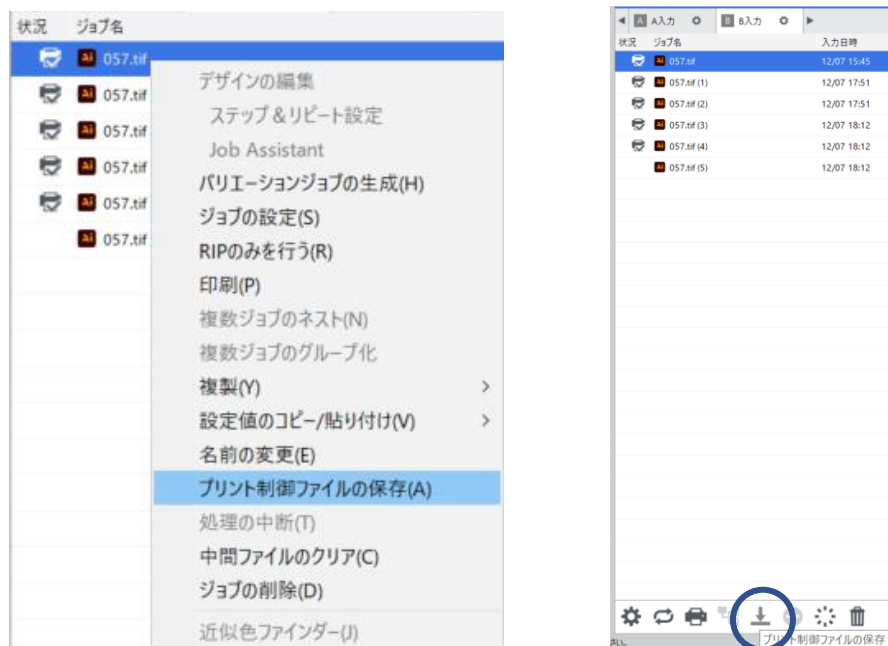 状況 ジョブ名
057.tif
057.tif
057.tif
057.tif
057.tif
057.tif
デザインの編集
ステップ＆リピート設定
Job Assistant
バリエーションジョブの生成(H)
ジョブの設定(S)
RIPのみを行う(R)
印刷(P)
複数ジョブのネスト(N)
複数ジョブのグループ化
複製(Y)
設定値のコピー/貼り付け(V)
名前の変更(E)
プリント制御ファイルの保存(A)
処理の中断(T)
中間ファイルのクリア(C)
ジョブの削除(D)
近似色ファインダー(J)
A A入力 B B入力
状況 ジョブ名 入力日時
Ai 057.tif 12/07 15:45
Ai 057.tif (1) 12/07 17:51
Ai 057.tif (2) 12/07 17:51
Ai 057.tif (3) 12/07 18:12
Ai 057.tif (4) 12/07 18:12
Ai 057.tif (5) 12/07 18:12
プリント制御ファイルの保存